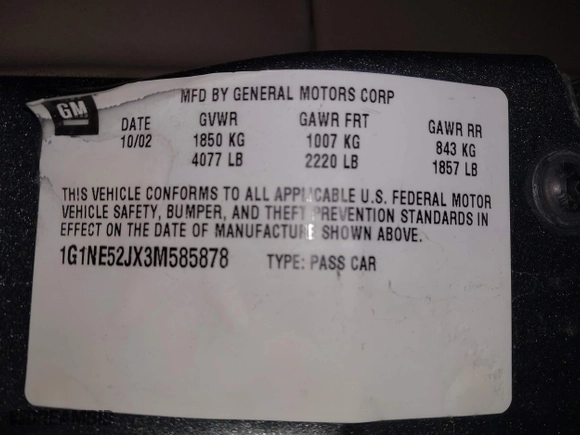 GM
MFD BY GENERAL MOTORS CORP
DATE GVWR GAWR FRT GAWR RR
10/02 1850 KG 1007 KG 843 KG
4077 LB 2220 LB 1857 LB
THIS VEHICLE CONFORMS TO ALL APPLICABLE U.S. FEDERAL MOTOR
VEHICLE SAFETY, BUMPER, AND THEFT PREVENTION STANDARDS IN
EFFECT ON THE DATE OF MANUFACTURE SHOWN ABOVE.
1G1NE52JX3M585878 TYPE: PASS CAR